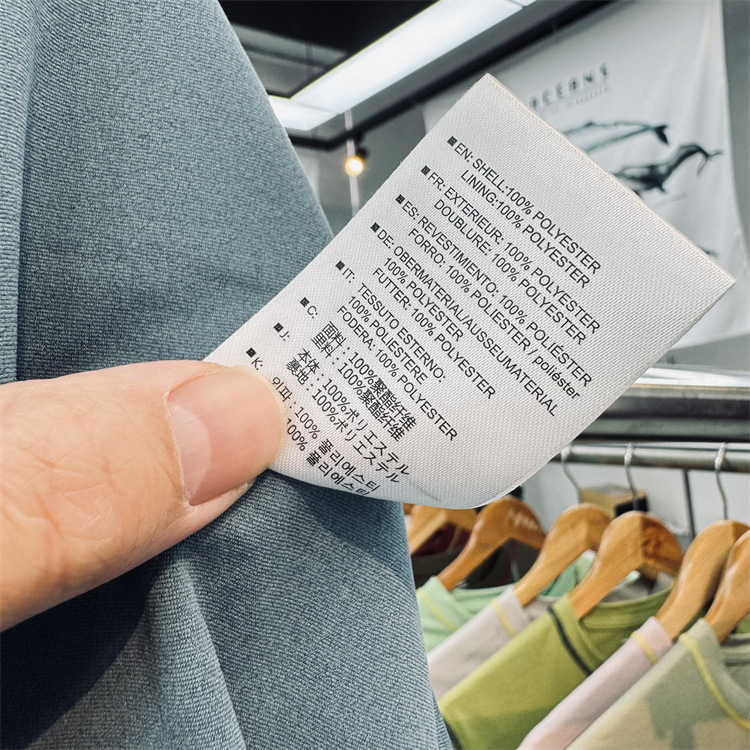 OCEANS
■EN: SHELL:100% POLYESTER
LINING:100% POLYESTER
■FR: EXTERIEUR: 100% POLYESTER
DOUBLURE: 100% POLYESTER
■ES: REVESTIMIENTO: 100% POLIÉSTER
FORRO: 100% POLIESTER / poliéster
■DE: OBERMATERIAL/AUSSEUMATERIAL
100% POLYESTER
FUTTER: 100% POLYESTER
■IT: TESSUTO ESTERNO:
100% POLIESTERE
FODERA: 100% POLYESTER
■C: 面料：100%聚酯纤维
里料：100%聚酯纤维
■J: 本体：100%ポリエステル
裏地：100%ポリエステル
■K: 100% 폴리에스터
100% 폴리에스터